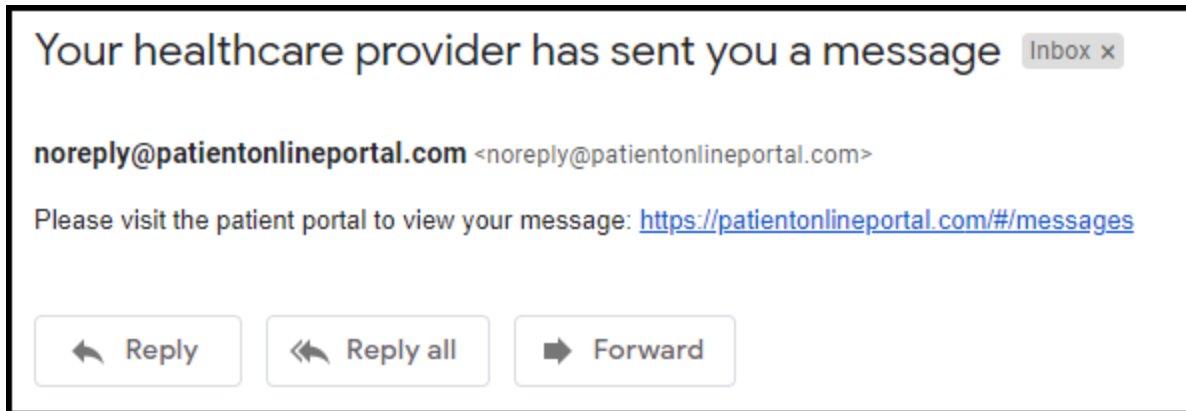 Your healthcare provider has sent you a message Inbox ×
noreply@patientonlineportal.com <noreply@patientonlineportal.com>
Please visit the patient portal to view your message: https://patientonlineportal.com/#/messages
Reply Reply all Forward